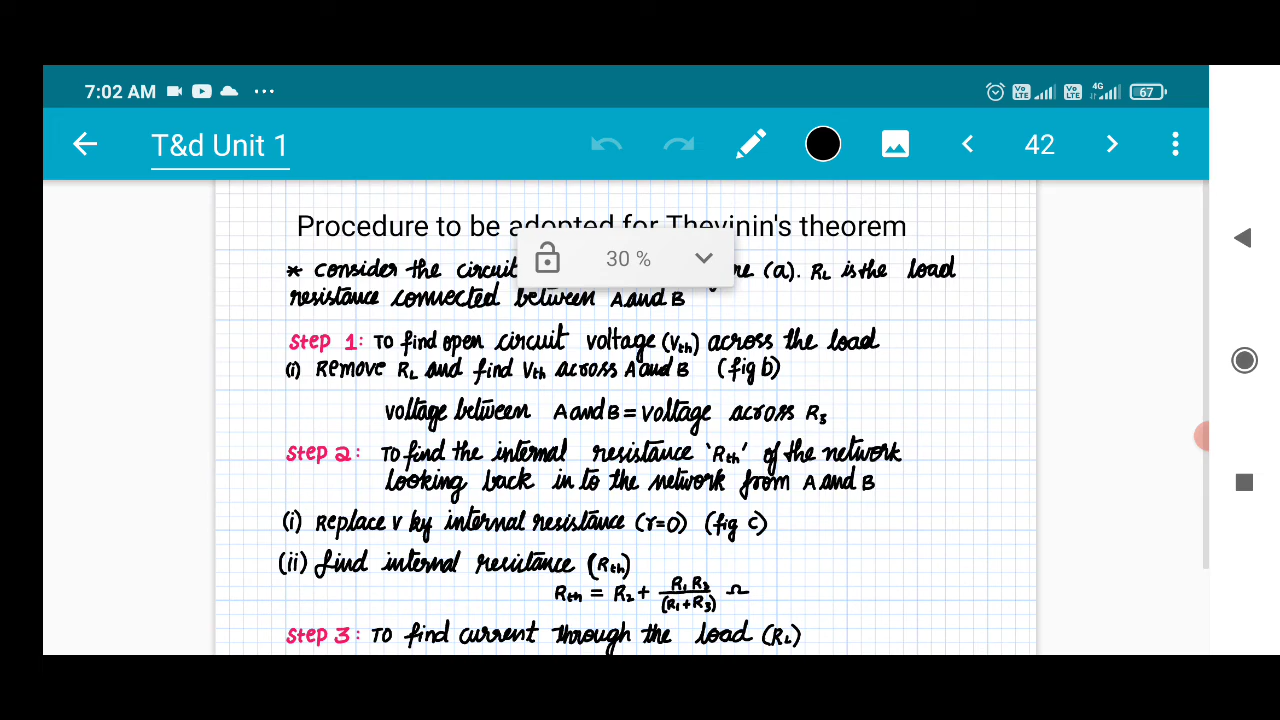 7:02 AM
67
T&d Unit 1
42
Procedure to be adopted for Thevinin's theorem
30 %
* consider the circuit (a). RL is the load
resistance connected between A and B
Step 1: To find open circuit voltage (Vth) across the load
(i) Remove RL and find Vth across A and B (fig b)
voltage between A and B = voltage across R3
Step 2: To find the internal resistance 'Rth' of the network
looking back in to the network from A and B
(i) Replace v by internal resistance (r=0) (fig c)
(ii) find internal resistance (Rth)
Rth = R2 + R1 R3 / (R1+R3) Ω
Step 3: To find current through the load (RL)